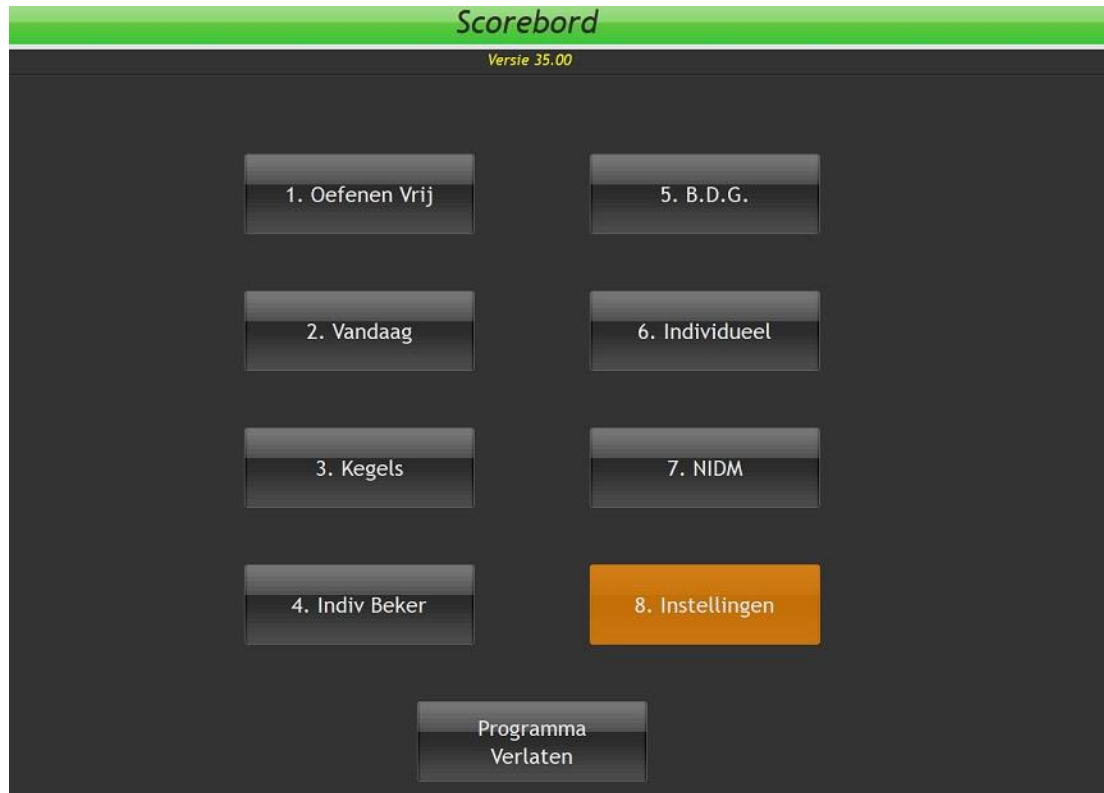 Scorebord
Versie 35.00
1. Oefenen Vrij
5. B.D.G.
2. Vandaag
6. Individueel
3. Kegels
7. NIDM
4. Indiv Beker
8. Instellingen
Programma
Verlaten